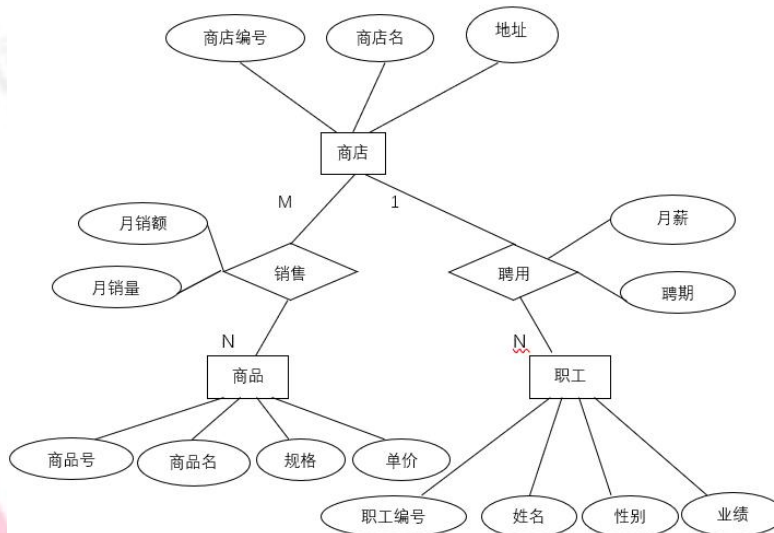 商店编号
商店名
地址
商店
M
1
月销额
月薪
销售
聘用
月销量
聘期
N
N
商品
职工
商品号
商品名
规格
单价
职工编号
姓名
性别
业绩